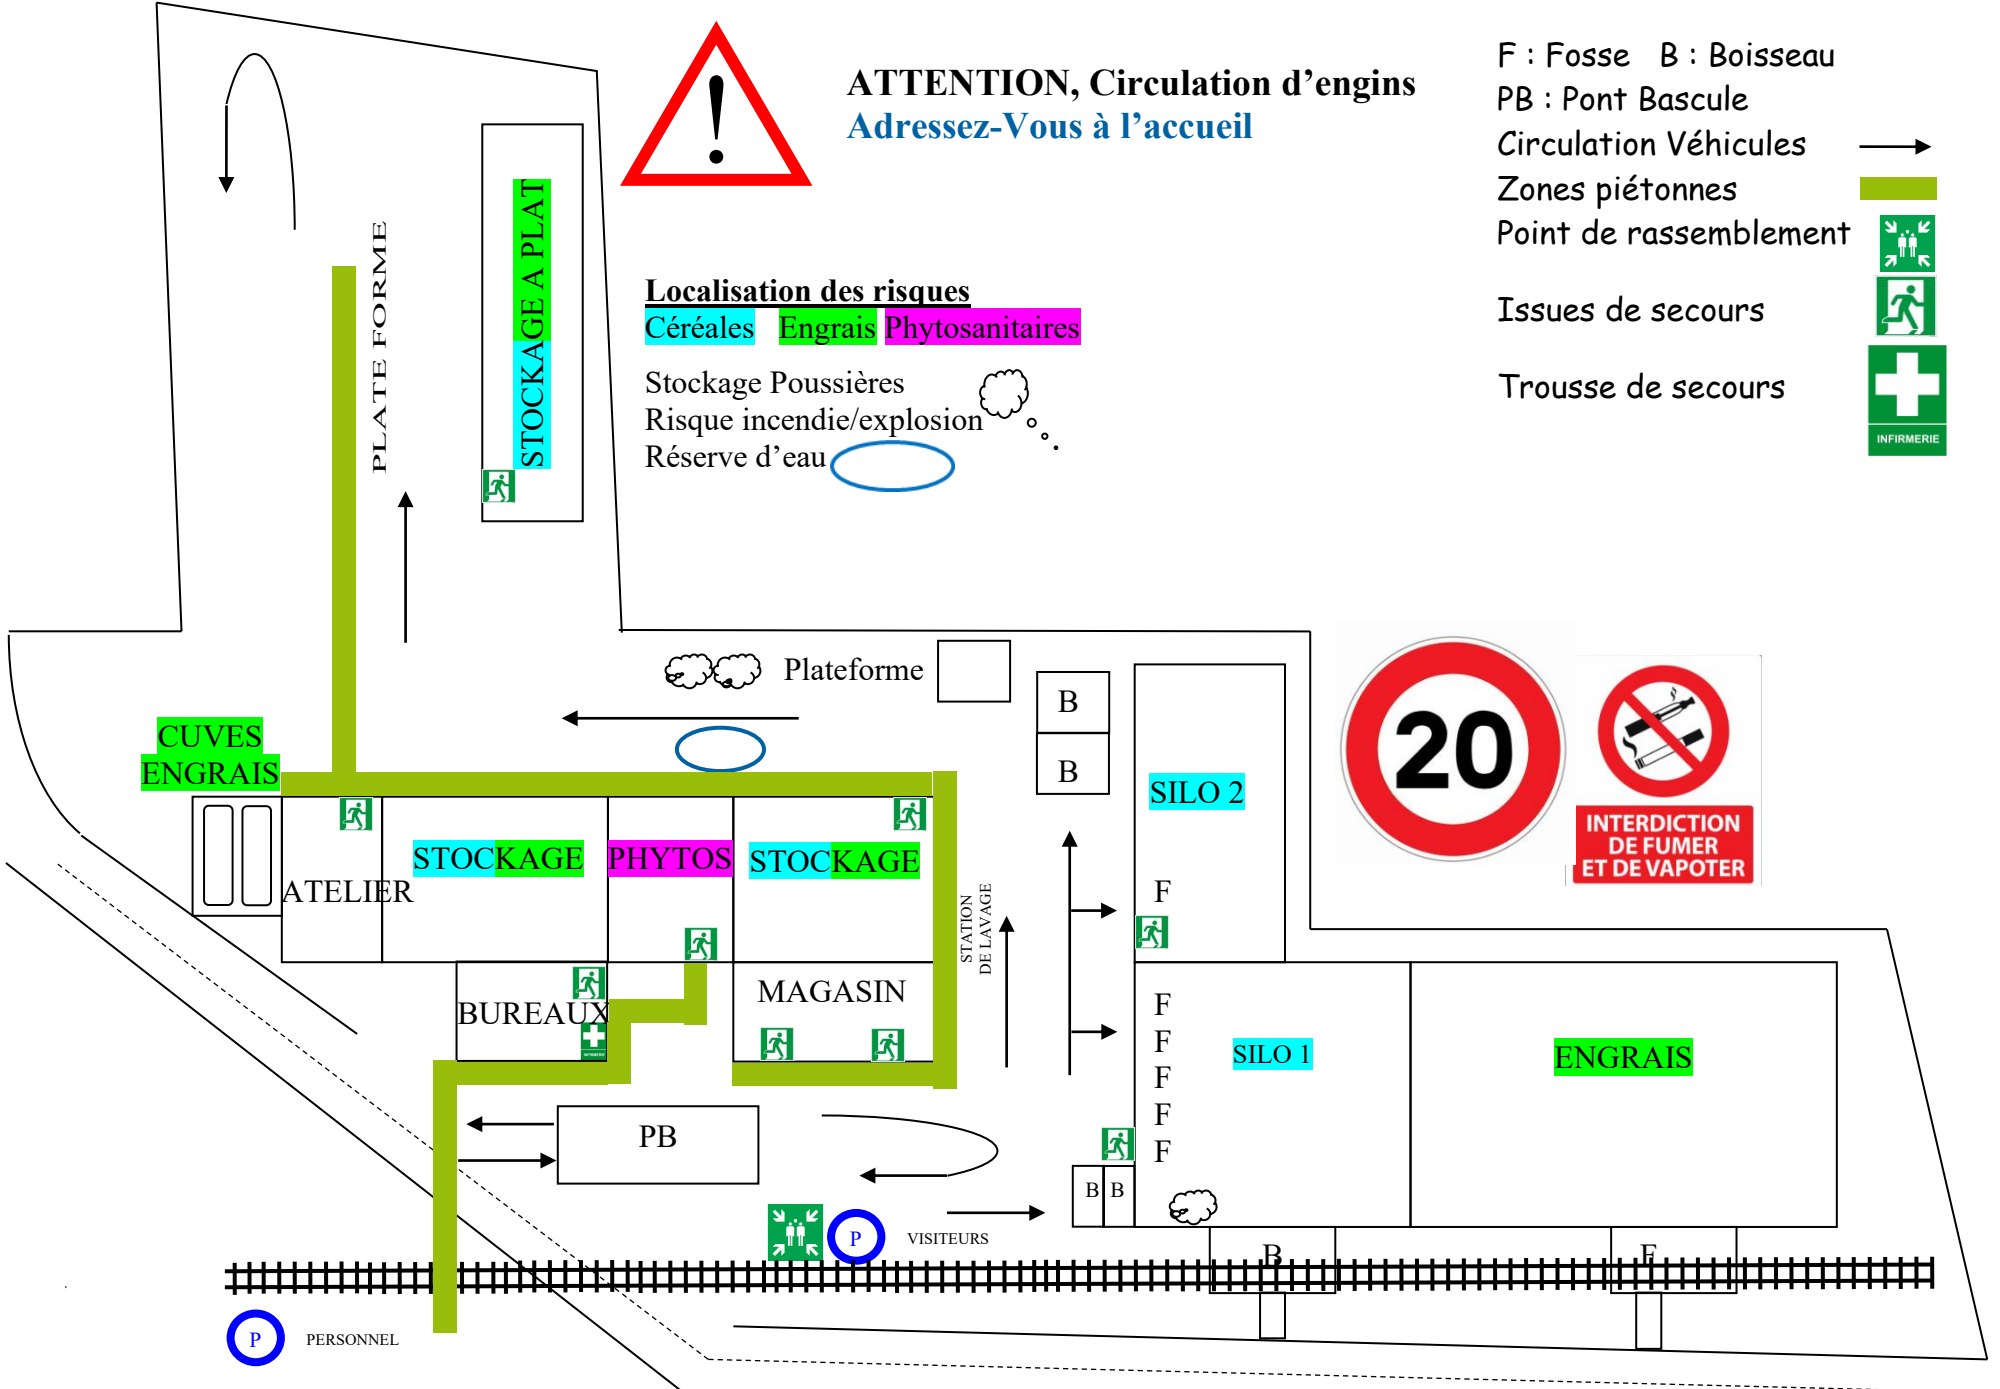 ATTENTION, Circulation d'engins
Adressez-Vous à l'accueil
F : Fosse B : Boisseau
PB : Pont Bascule
Circulation Véhicules
Zones piétonnes
Point de rassemblement
Issues de secours
Trousse de secours
INFIRMERIE
Localisation des risques
Céréales Engrais Phytosanitaires
Stockage Poussières
Risque incendie/explosion
Réserve d'eau
PLATE FORME
STOCKAGE A PLAT
Plateforme
B
B
SILO 2
F
20
INTERDICTION
DE FUMER
ET DE VAPOTER
CUVES
ENGRAIS
ATELIER
STOCKAGE
PHYTOS
STOCKAGE
STATION
DE LAVAGE
BUREAUX
INFIRMERIE
MAGASIN
F
F
F
F
F
SILO 1
ENGRAIS
PB
B B
P
VISITEURS
B
F
P
PERSONNEL